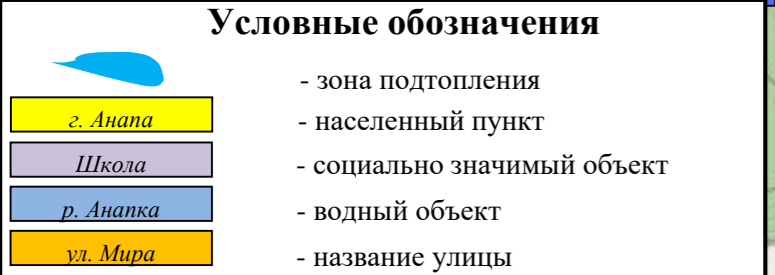 Условные обозначения
- зона подтопления
г. Анапа - населенный пункт
Школа - социально значимый объект
р. Анапка - водный объект
ул. Мира - название улицы